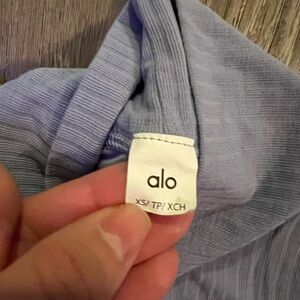 alo
XS/ TP/ XCH